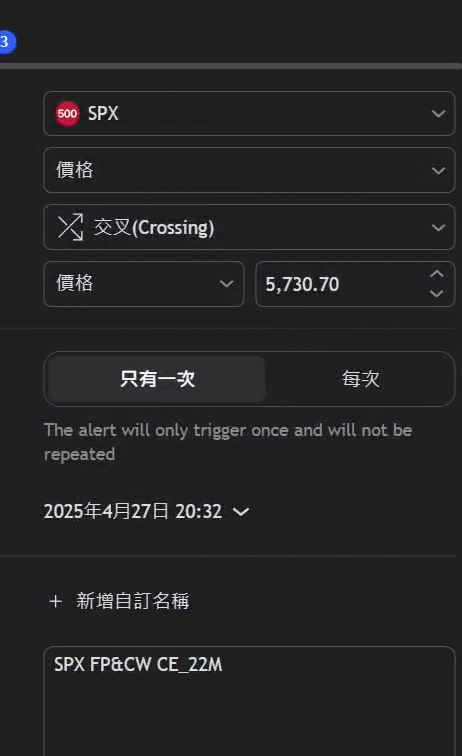 3
500 SPX
價格
交叉(Crossing)
價格 5,730.70
只有一次 每次
The alert will only trigger once and will not be
repeated
2025年4月27日 20:32
+ 新增自訂名稱
SPX FP&CW CE_22M